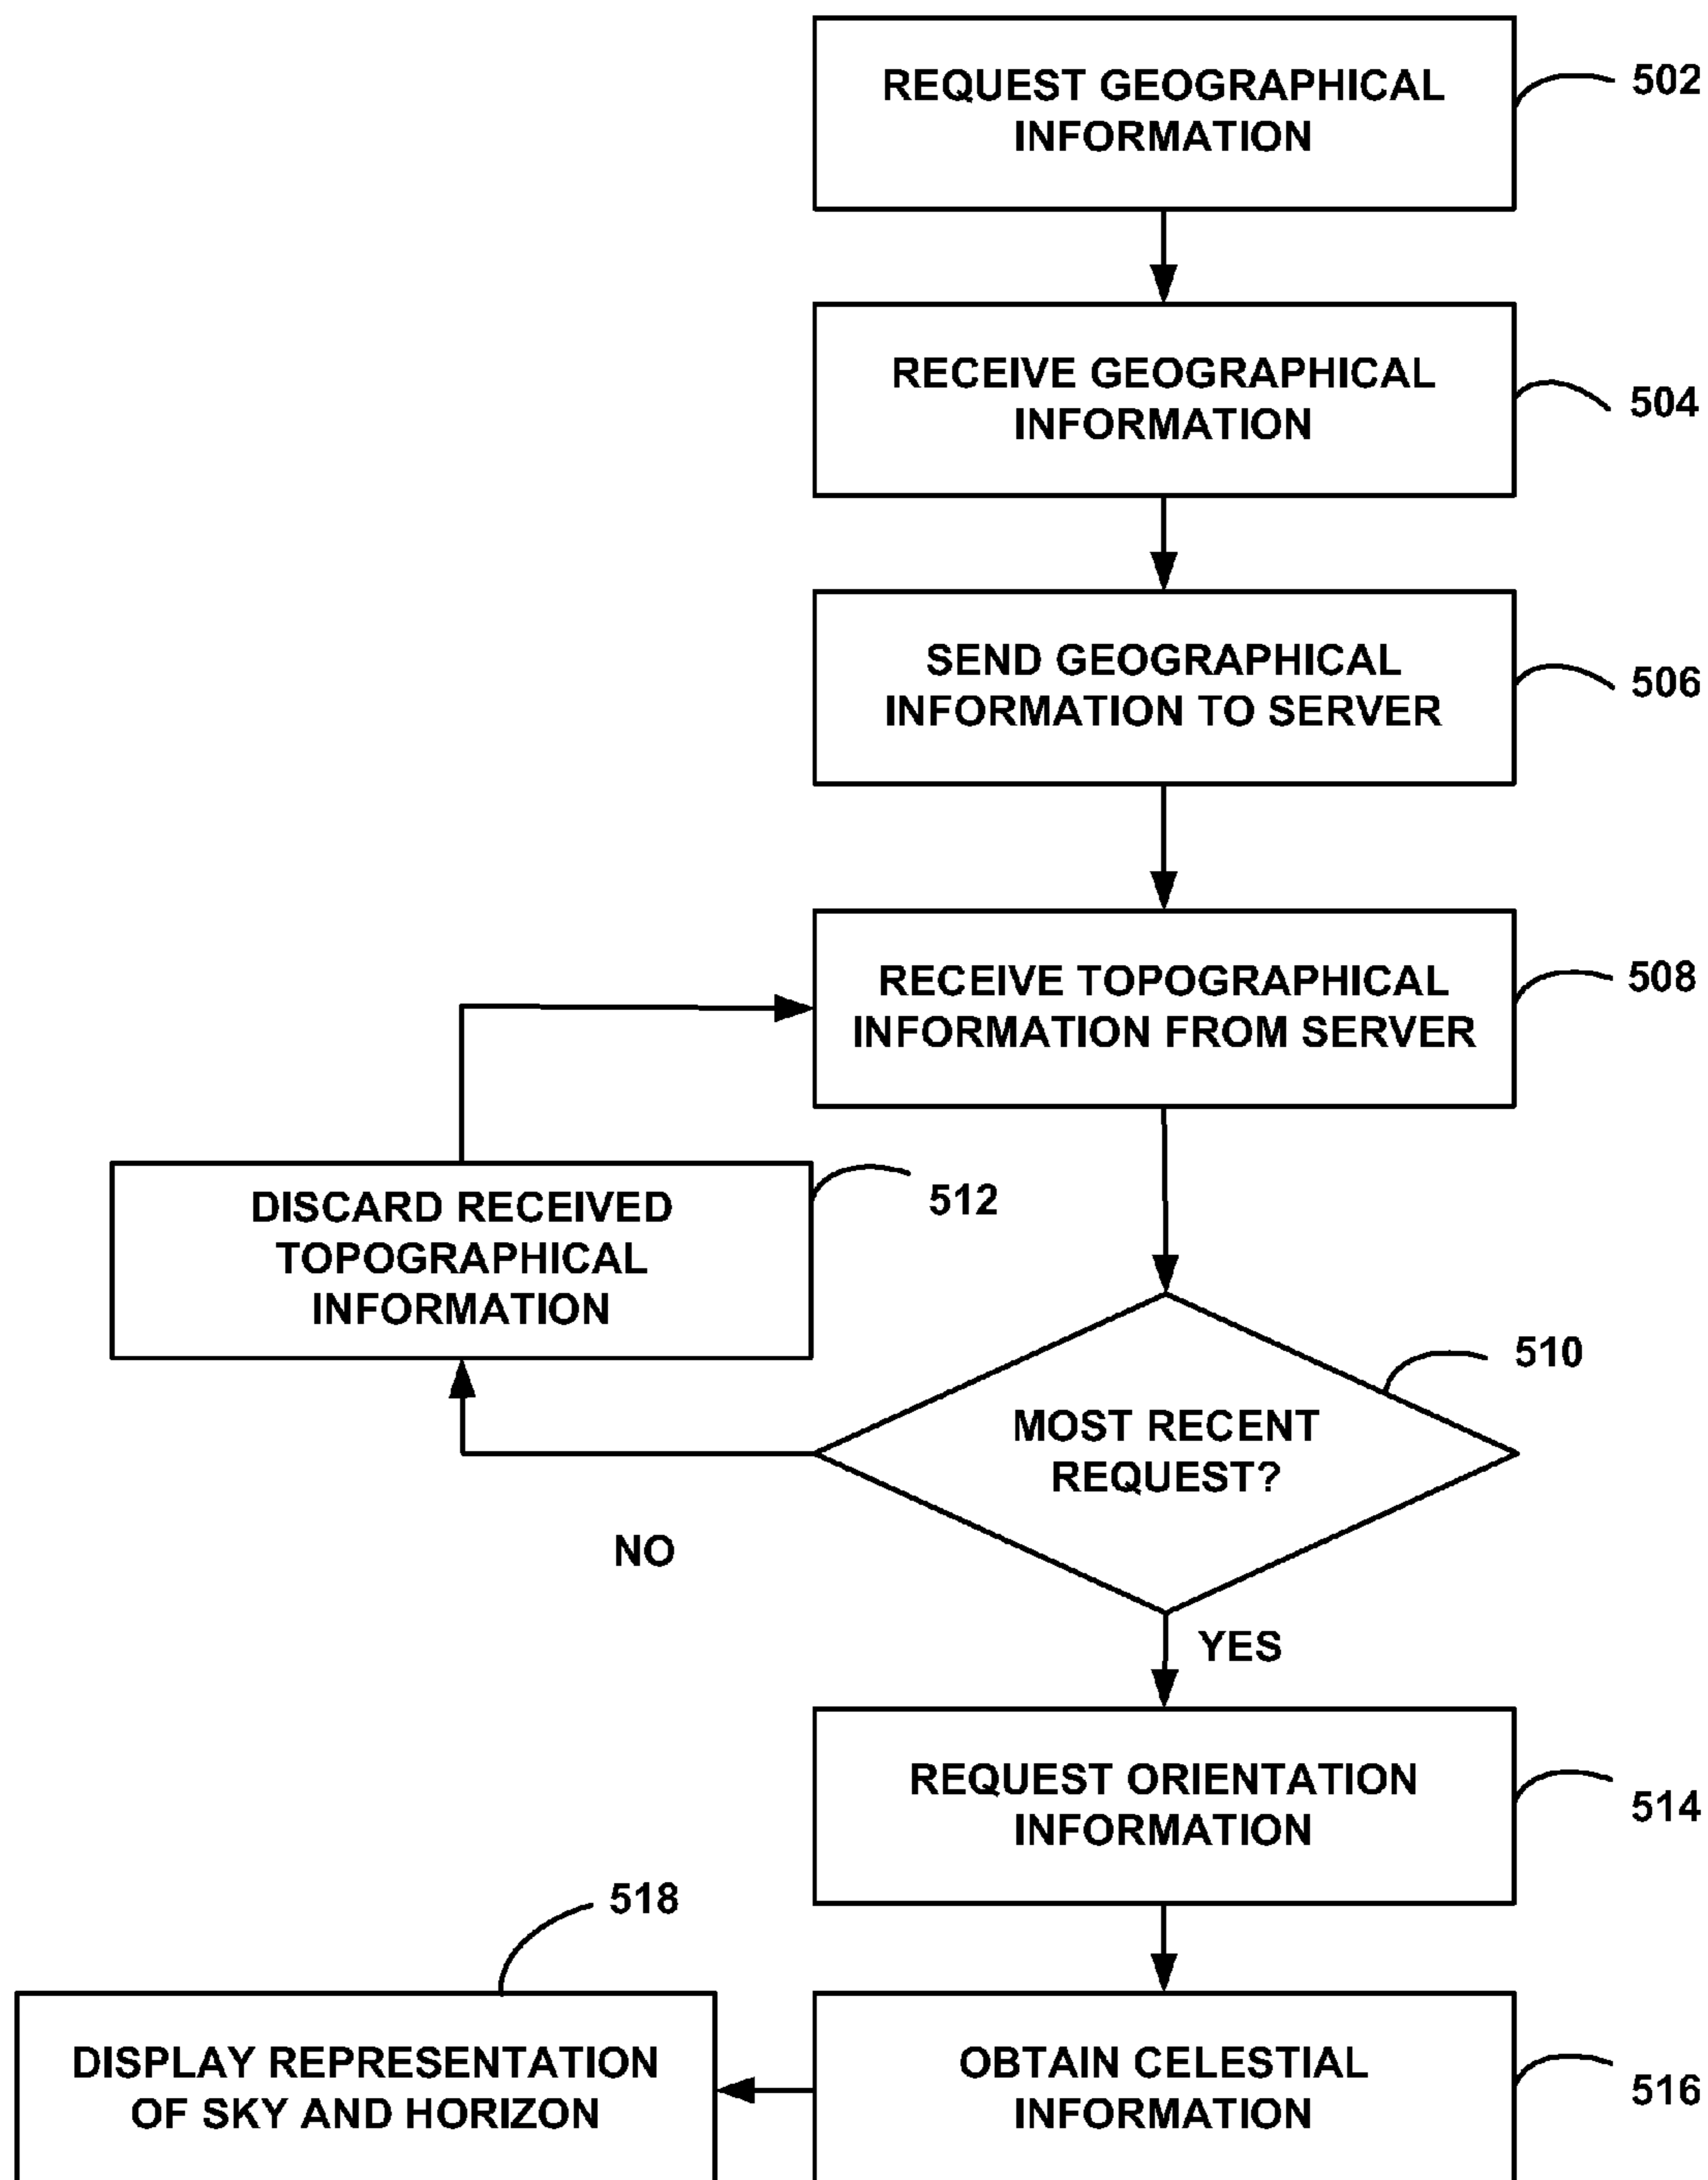 REQUEST GEOGRAPHICAL
INFORMATION
502
RECEIVE GEOGRAPHICAL
INFORMATION
504
SEND GEOGRAPHICAL
INFORMATION TO SERVER
506
RECEIVE TOPOGRAPHICAL
INFORMATION FROM SERVER
508
DISCARD RECEIVED
TOPOGRAPHICAL
INFORMATION
512
MOST RECENT
REQUEST?
510
NO
YES
REQUEST ORIENTATION
INFORMATION
514
OBTAIN CELESTIAL
INFORMATION
516
DISPLAY REPRESENTATION
OF SKY AND HORIZON
518